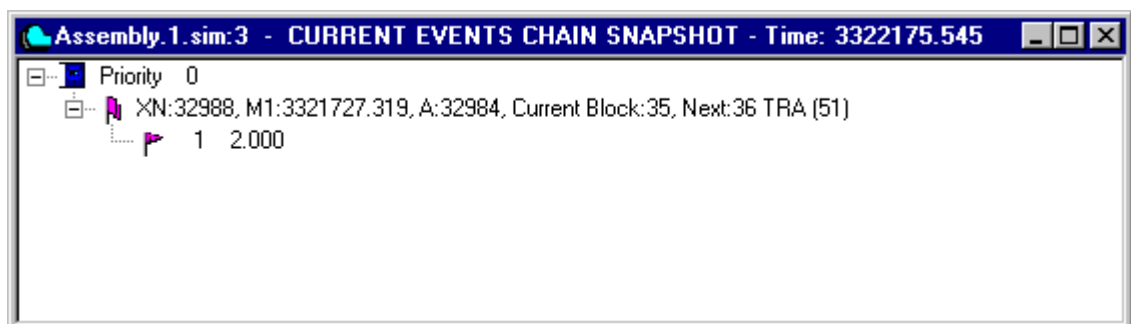 Assembly.1.sim:3 - CURRENT EVENTS CHAIN SNAPSHOT - Time: 3322175.545
Priority 0
XN:32988, M1:3321727.319, A:32984, Current Block:35, Next:36 TRA (51)
1 2.000